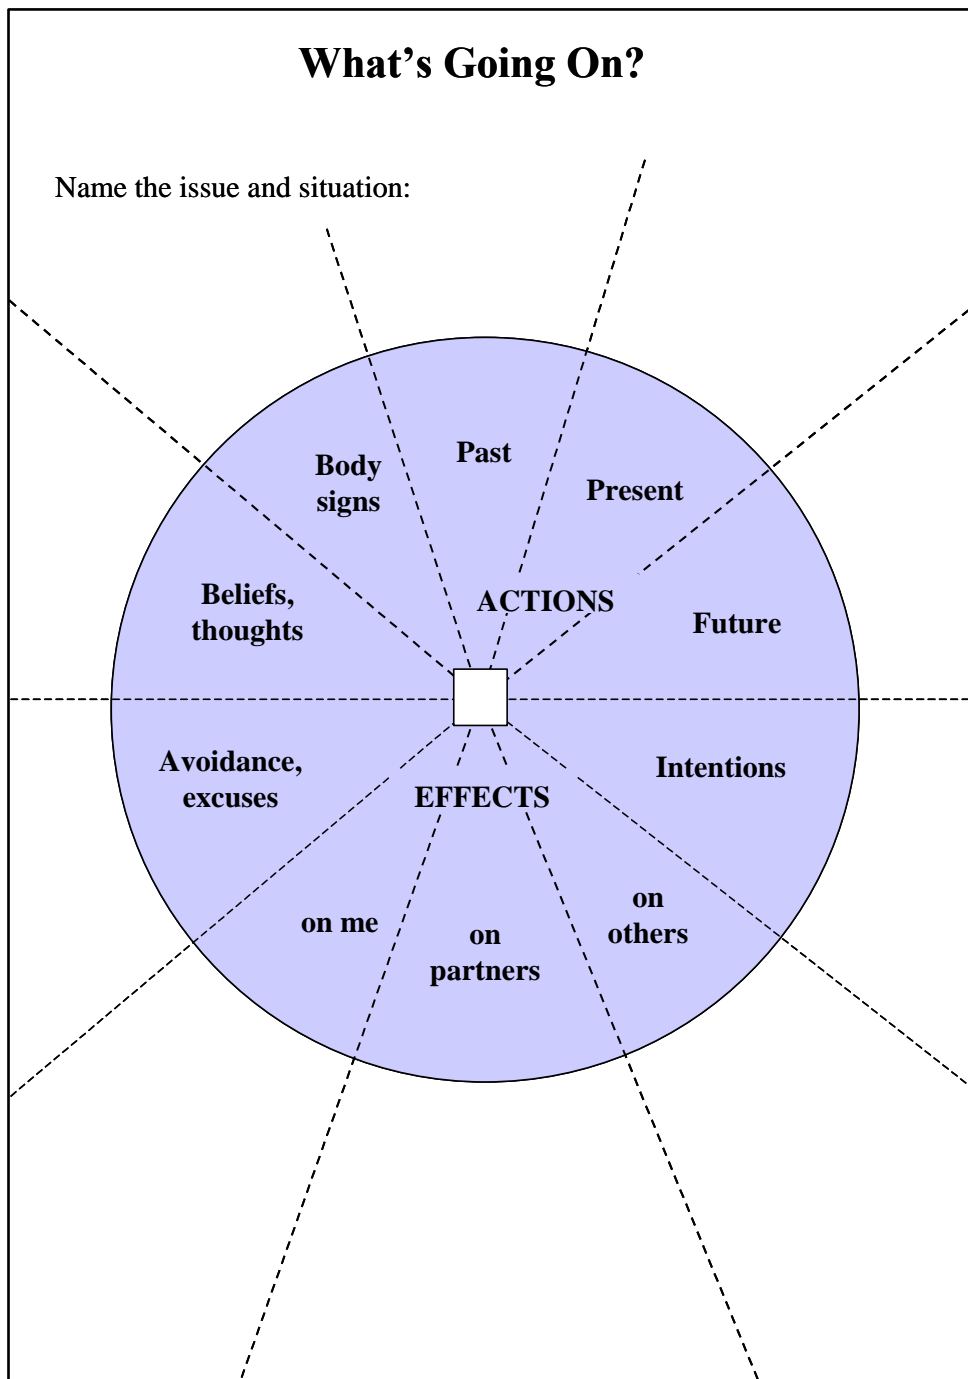 What's Going On?
Name the issue and situation:
Past
Body
signs
Present
Beliefs,
thoughts
ACTIONS
Future
Avoidance,
excuses
Intentions
EFFECTS
on me
on
partners
on
others